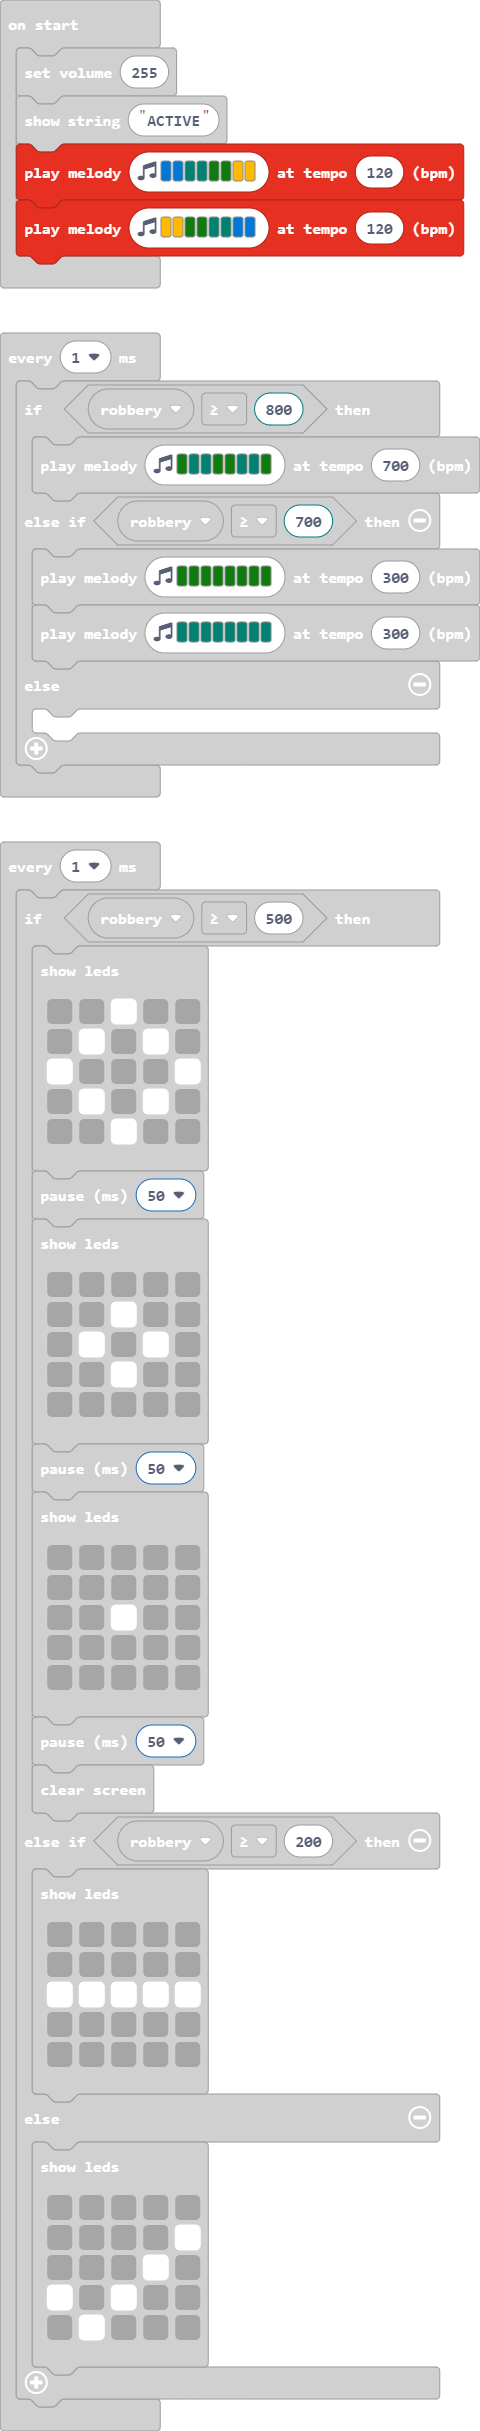 on start
set volume 255
show string "ACTIVE"
play melody at tempo 120 (bpm)
play melody at tempo 120 (bpm)
every 1 ms
if robbery ≥ 800 then
play melody at tempo 700 (bpm)
else if robbery ≥ 700 then
play melody at tempo 300 (bpm)
play melody at tempo 300 (bpm)
else
every 1 ms
if robbery ≥ 500 then
show leds
pause (ms) 50
show leds
pause (ms) 50
show leds
pause (ms) 50
clear screen
else if robbery ≥ 200 then
show leds
else
show leds